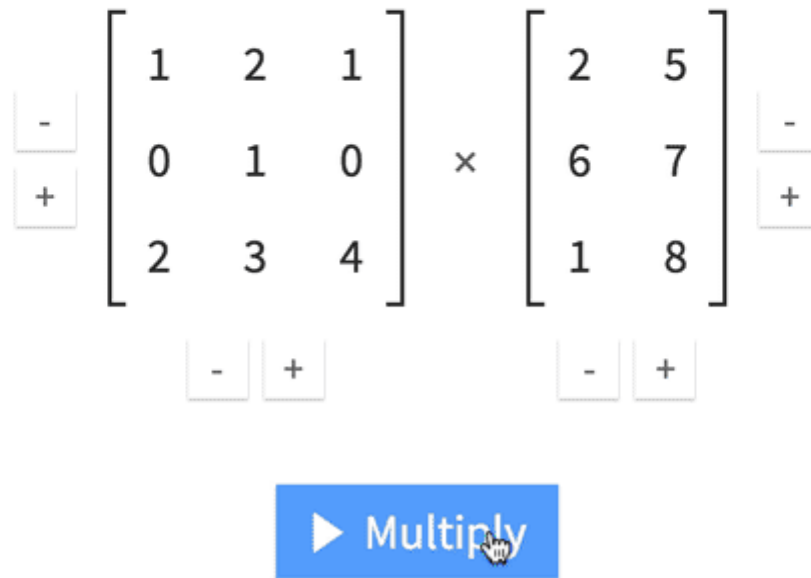 1 2 1 2 5
- -
0 1 0 × 6 7
+ +
2 3 4 1 8
- + - +
Multiply